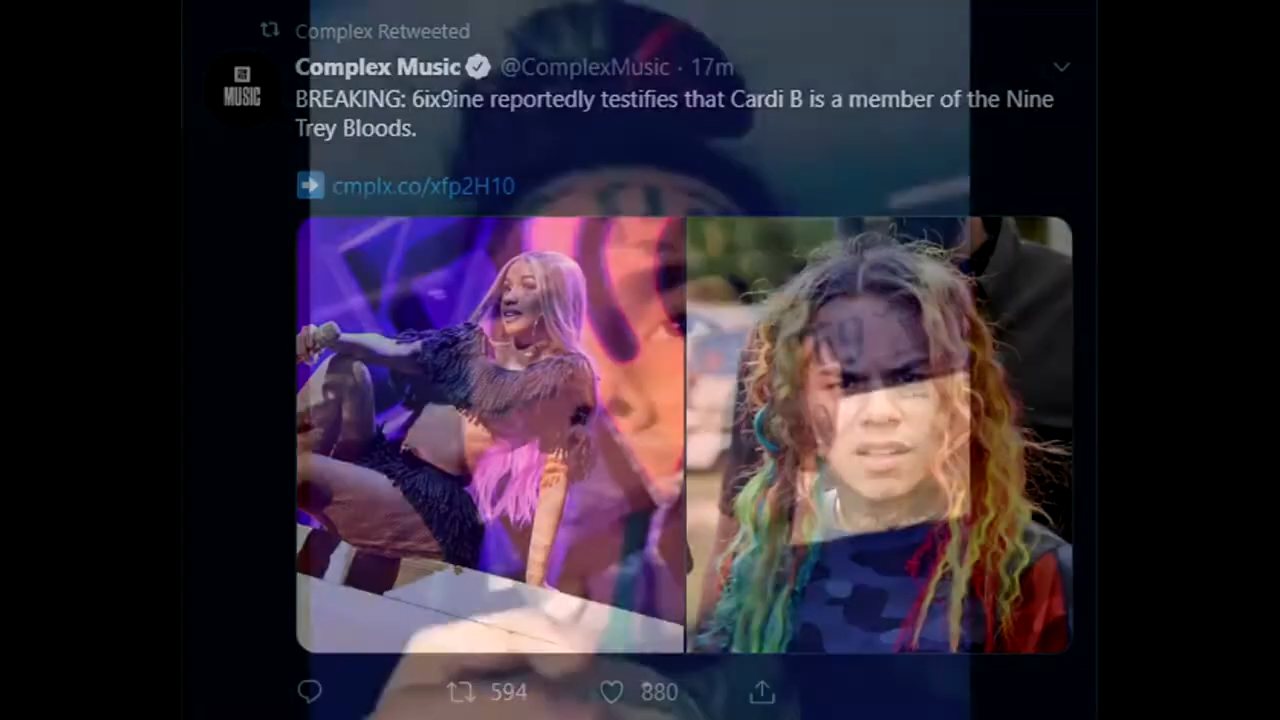 Complex Retweeted
Complex Music @ComplexMusic · 17m
MUSIC
BREAKING: 6ix9ine reportedly testifies that Cardi B is a member of the Nine
Trey Bloods.
cmplx.co/xfp2H10
594 880